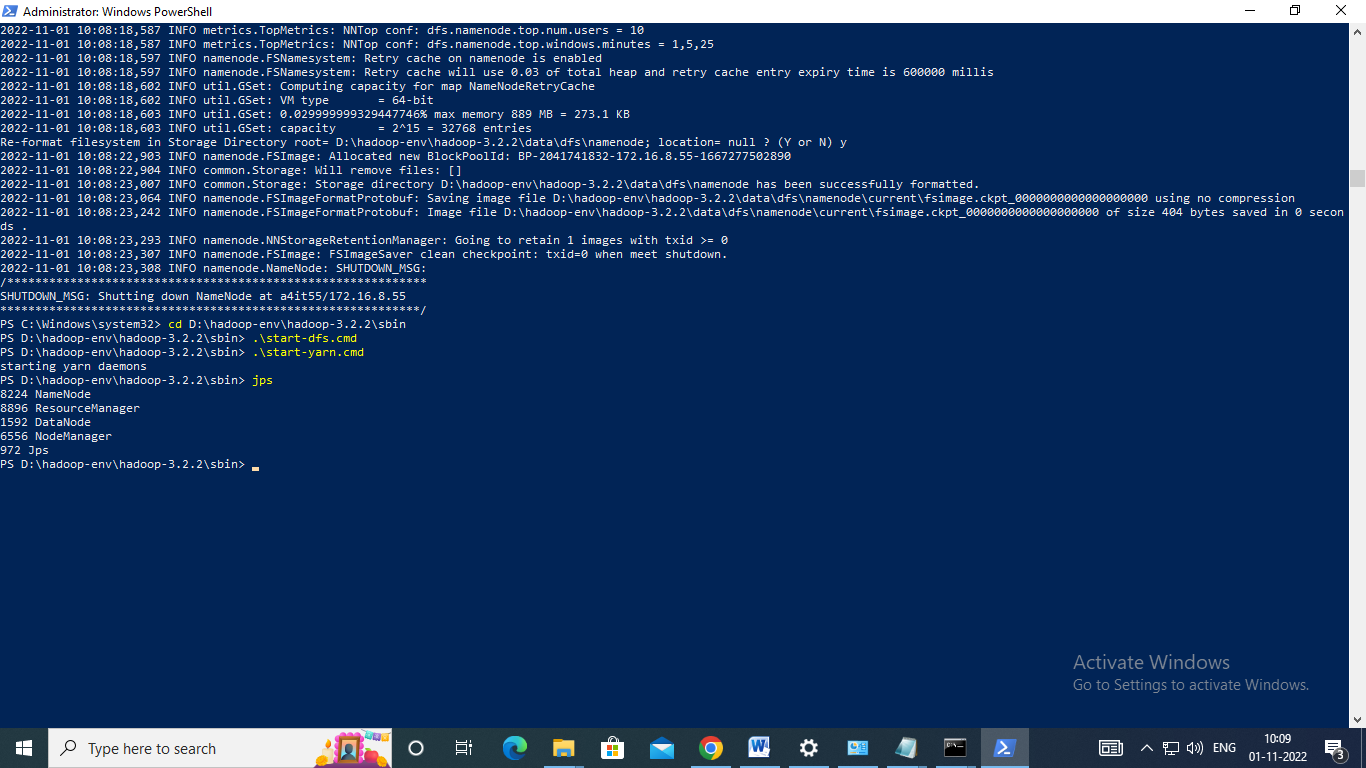 Administrator: Windows PowerShell
2022-11-01 10:08:18,587 INFO metrics.TopMetrics: NNTop conf: dfs.namenode.top.num.users = 10
2022-11-01 10:08:18,587 INFO metrics.TopMetrics: NNTop conf: dfs.namenode.top.windows.minutes = 1,5,25
2022-11-01 10:08:18,597 INFO namenode.FSNamesystem: Retry cache on namenode is enabled
2022-11-01 10:08:18,597 INFO namenode.FSNamesystem: Retry cache will use 0.03 of total heap and retry cache entry expiry time is 600000 millis
2022-11-01 10:08:18,602 INFO util.GSet: Computing capacity for map NameNodeRetryCache
2022-11-01 10:08:18,602 INFO util.GSet: VM type       = 64-bit
2022-11-01 10:08:18,603 INFO util.GSet: 0.029999999329447746% max memory 889 MB = 273.1 KB
2022-11-01 10:08:18,603 INFO util.GSet: capacity      = 2^15 = 32768 entries
Re-format filesystem in Storage Directory root= D:\hadoop-env\hadoop-3.2.2\data\dfs\namenode; location= null ? (Y or N) y
2022-11-01 10:08:22,903 INFO namenode.FSImage: Allocated new BlockPoolId: BP-2041741832-172.16.8.55-1667277502890
2022-11-01 10:08:22,904 INFO common.Storage: Will remove files: []
2022-11-01 10:08:23,007 INFO common.Storage: Storage directory D:\hadoop-env\hadoop-3.2.2\data\dfs\namenode has been successfully formatted.
2022-11-01 10:08:23,064 INFO namenode.FSImageFormatProtobuf: Saving image file D:\hadoop-env\hadoop-3.2.2\data\dfs\namenode\current\fsimage.ckpt_0000000000000000000 using no compression
2022-11-01 10:08:23,242 INFO namenode.FSImageFormatProtobuf: Image file D:\hadoop-env\hadoop-3.2.2\data\dfs\namenode\current\fsimage.ckpt_0000000000000000000 of size 404 bytes saved in 0 secon
ds .
2022-11-01 10:08:23,293 INFO namenode.NNStorageRetentionManager: Going to retain 1 images with txid >= 0
2022-11-01 10:08:23,307 INFO namenode.FSImage: FSImageSaver clean checkpoint: txid=0 when meet shutdown.
2022-11-01 10:08:23,308 INFO namenode.NameNode: SHUTDOWN_MSG:
/************************************************************
SHUTDOWN_MSG: Shutting down NameNode at a4it55/172.16.8.55
************************************************************/
PS C:\Windows\system32> cd D:\hadoop-env\hadoop-3.2.2\sbin
PS D:\hadoop-env\hadoop-3.2.2\sbin> .\start-dfs.cmd
PS D:\hadoop-env\hadoop-3.2.2\sbin> .\start-yarn.cmd
starting yarn daemons
PS D:\hadoop-env\hadoop-3.2.2\sbin> jps
8224 NameNode
8896 ResourceManager
1592 DataNode
6556 NodeManager
972 Jps
PS D:\hadoop-env\hadoop-3.2.2\sbin> _
Activate Windows
Go to Settings to activate Windows.
Type here to search
W
ENG
10:09
01-11-2022
3